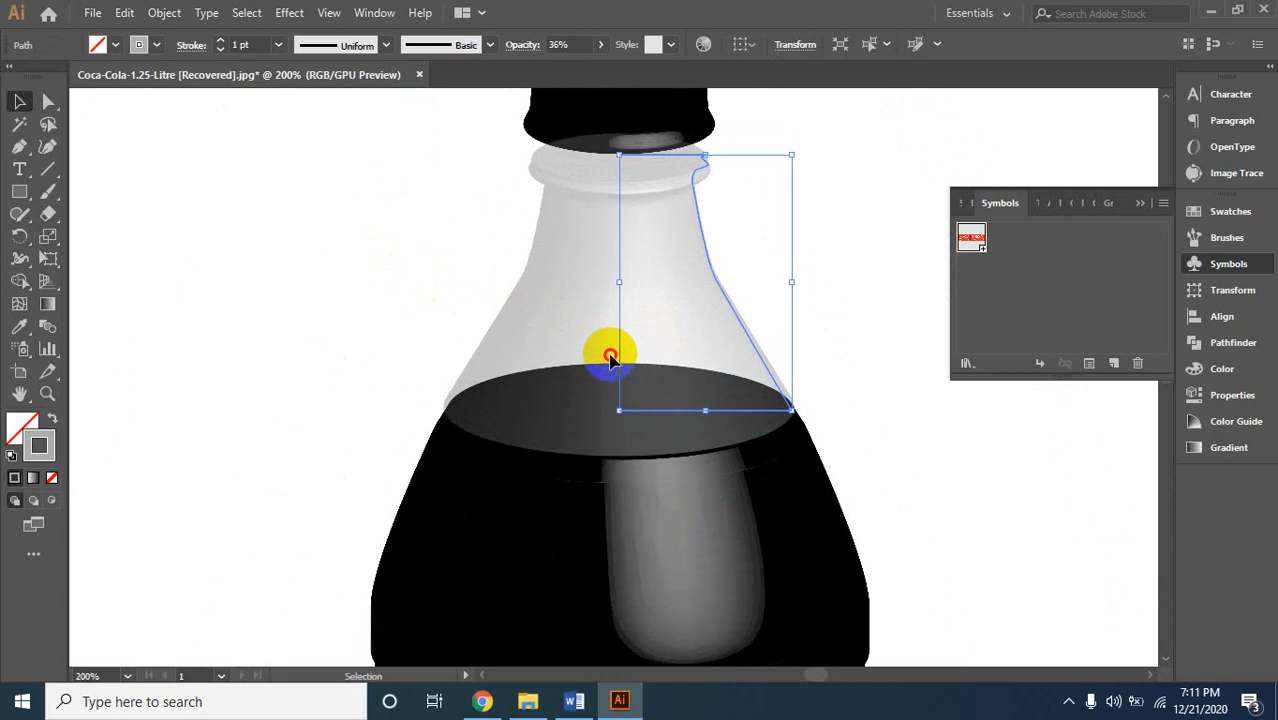 Ai File Edit Object Type Select Effect View Window Help Essentials Search Adobe Stock
Path Stroke: 1 pt Uniform Basic Opacity: 36% Style: Transform
Coca-Cola-1.25-Litre [Recovered].jpg* @ 200% (RGB/GPU Preview)
Character
Paragraph
OpenType
Image Trace
Swatches
Brushes
Symbols
Transform
Align
Pathfinder
Color
Properties
Color Guide
Gradient
Symbols
200% 1 Selection
Type here to search
Ai
7:11 PM
12/21/2020
3